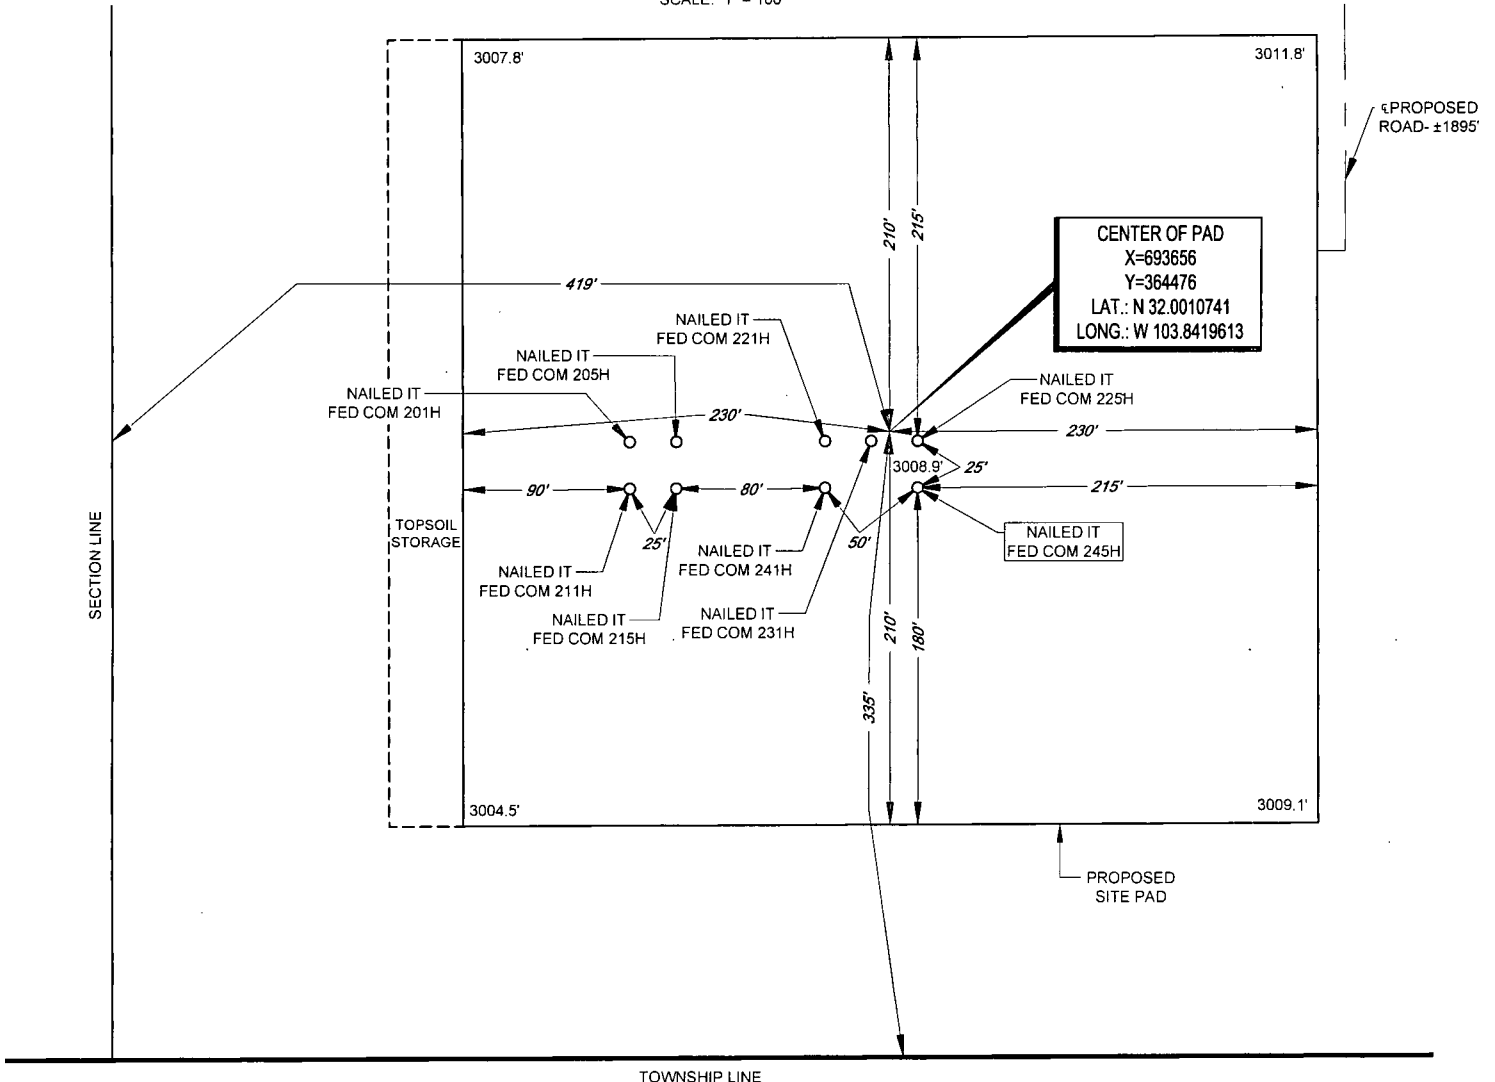 3007.8'
3011.8'
℄PROPOSED
ROAD- ±1895'
210'
215'
CENTER OF PAD
X=693656
Y=364476
LAT.: N 32.0010741
LONG.: W 103.8419613
419'
NAILED IT
FED COM 221H
NAILED IT
FED COM 205H
NAILED IT
FED COM 201H
NAILED IT
FED COM 225H
230'
230'
3008.9'
25'
90'
80'
215'
TOPSOIL
STORAGE
25'
50'
NAILED IT
FED COM 245H
NAILED IT
FED COM 241H
NAILED IT
FED COM 211H
NAILED IT
FED COM 215H
NAILED IT
FED COM 231H
SECTION LINE
210'
180'
335'
3004.5'
3009.1'
PROPOSED
SITE PAD
TOWNSHIP LINE